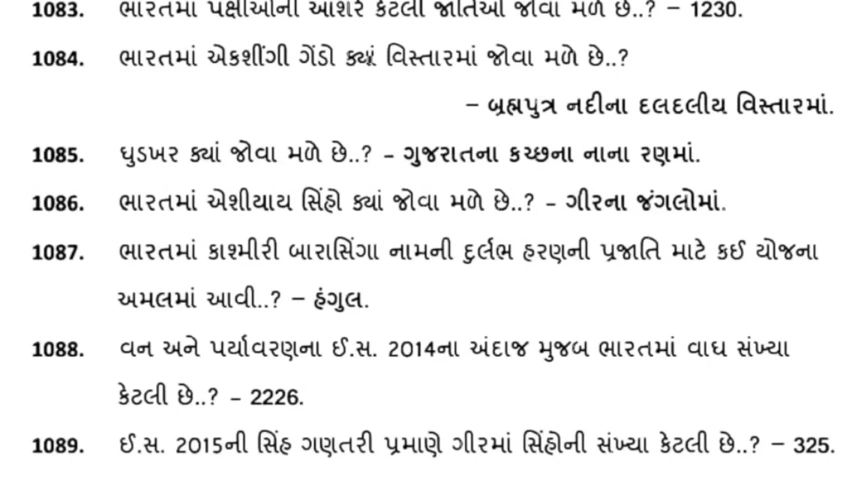 1083. ભારતમાં પક્ષીઓની આશરે કેટલી જાતિઓ જોવા મળે છે..? – 1230.
1084. ભારતમાં એકશીંગી ગેંડો ક્યાં વિસ્તારમાં જોવા મળે છે..?
– બ્રહ્મપુત્ર નદીના દલદલીય વિસ્તારમાં.
1085. ઘુડખર ક્યાં જોવા મળે છે..? – ગુજરાતના કચ્છના નાના રણમાં.
1086. ભારતમાં એશીયાય સિંહો ક્યાં જોવા મળે છે..? – ગીરના જંગલોમાં.
1087. ભારતમાં કાશ્મીરી બારાસિંગા નામની દુર્લભ હરણની પ્રજાતિ માટે કઈ યોજના
અમલમાં આવી..? – હંગુલ.
1088. વન અને પર્યાવરણના ઈ.સ. 2014ના અંદાજ મુજબ ભારતમાં વાઘ સંખ્યા
કેટલી છે..? – 2226.
1089. ઈ.સ. 2015ની સિંહ ગણતરી પ્રમાણે ગીરમાં સિંહોની સંખ્યા કેટલી છે..? – 325.